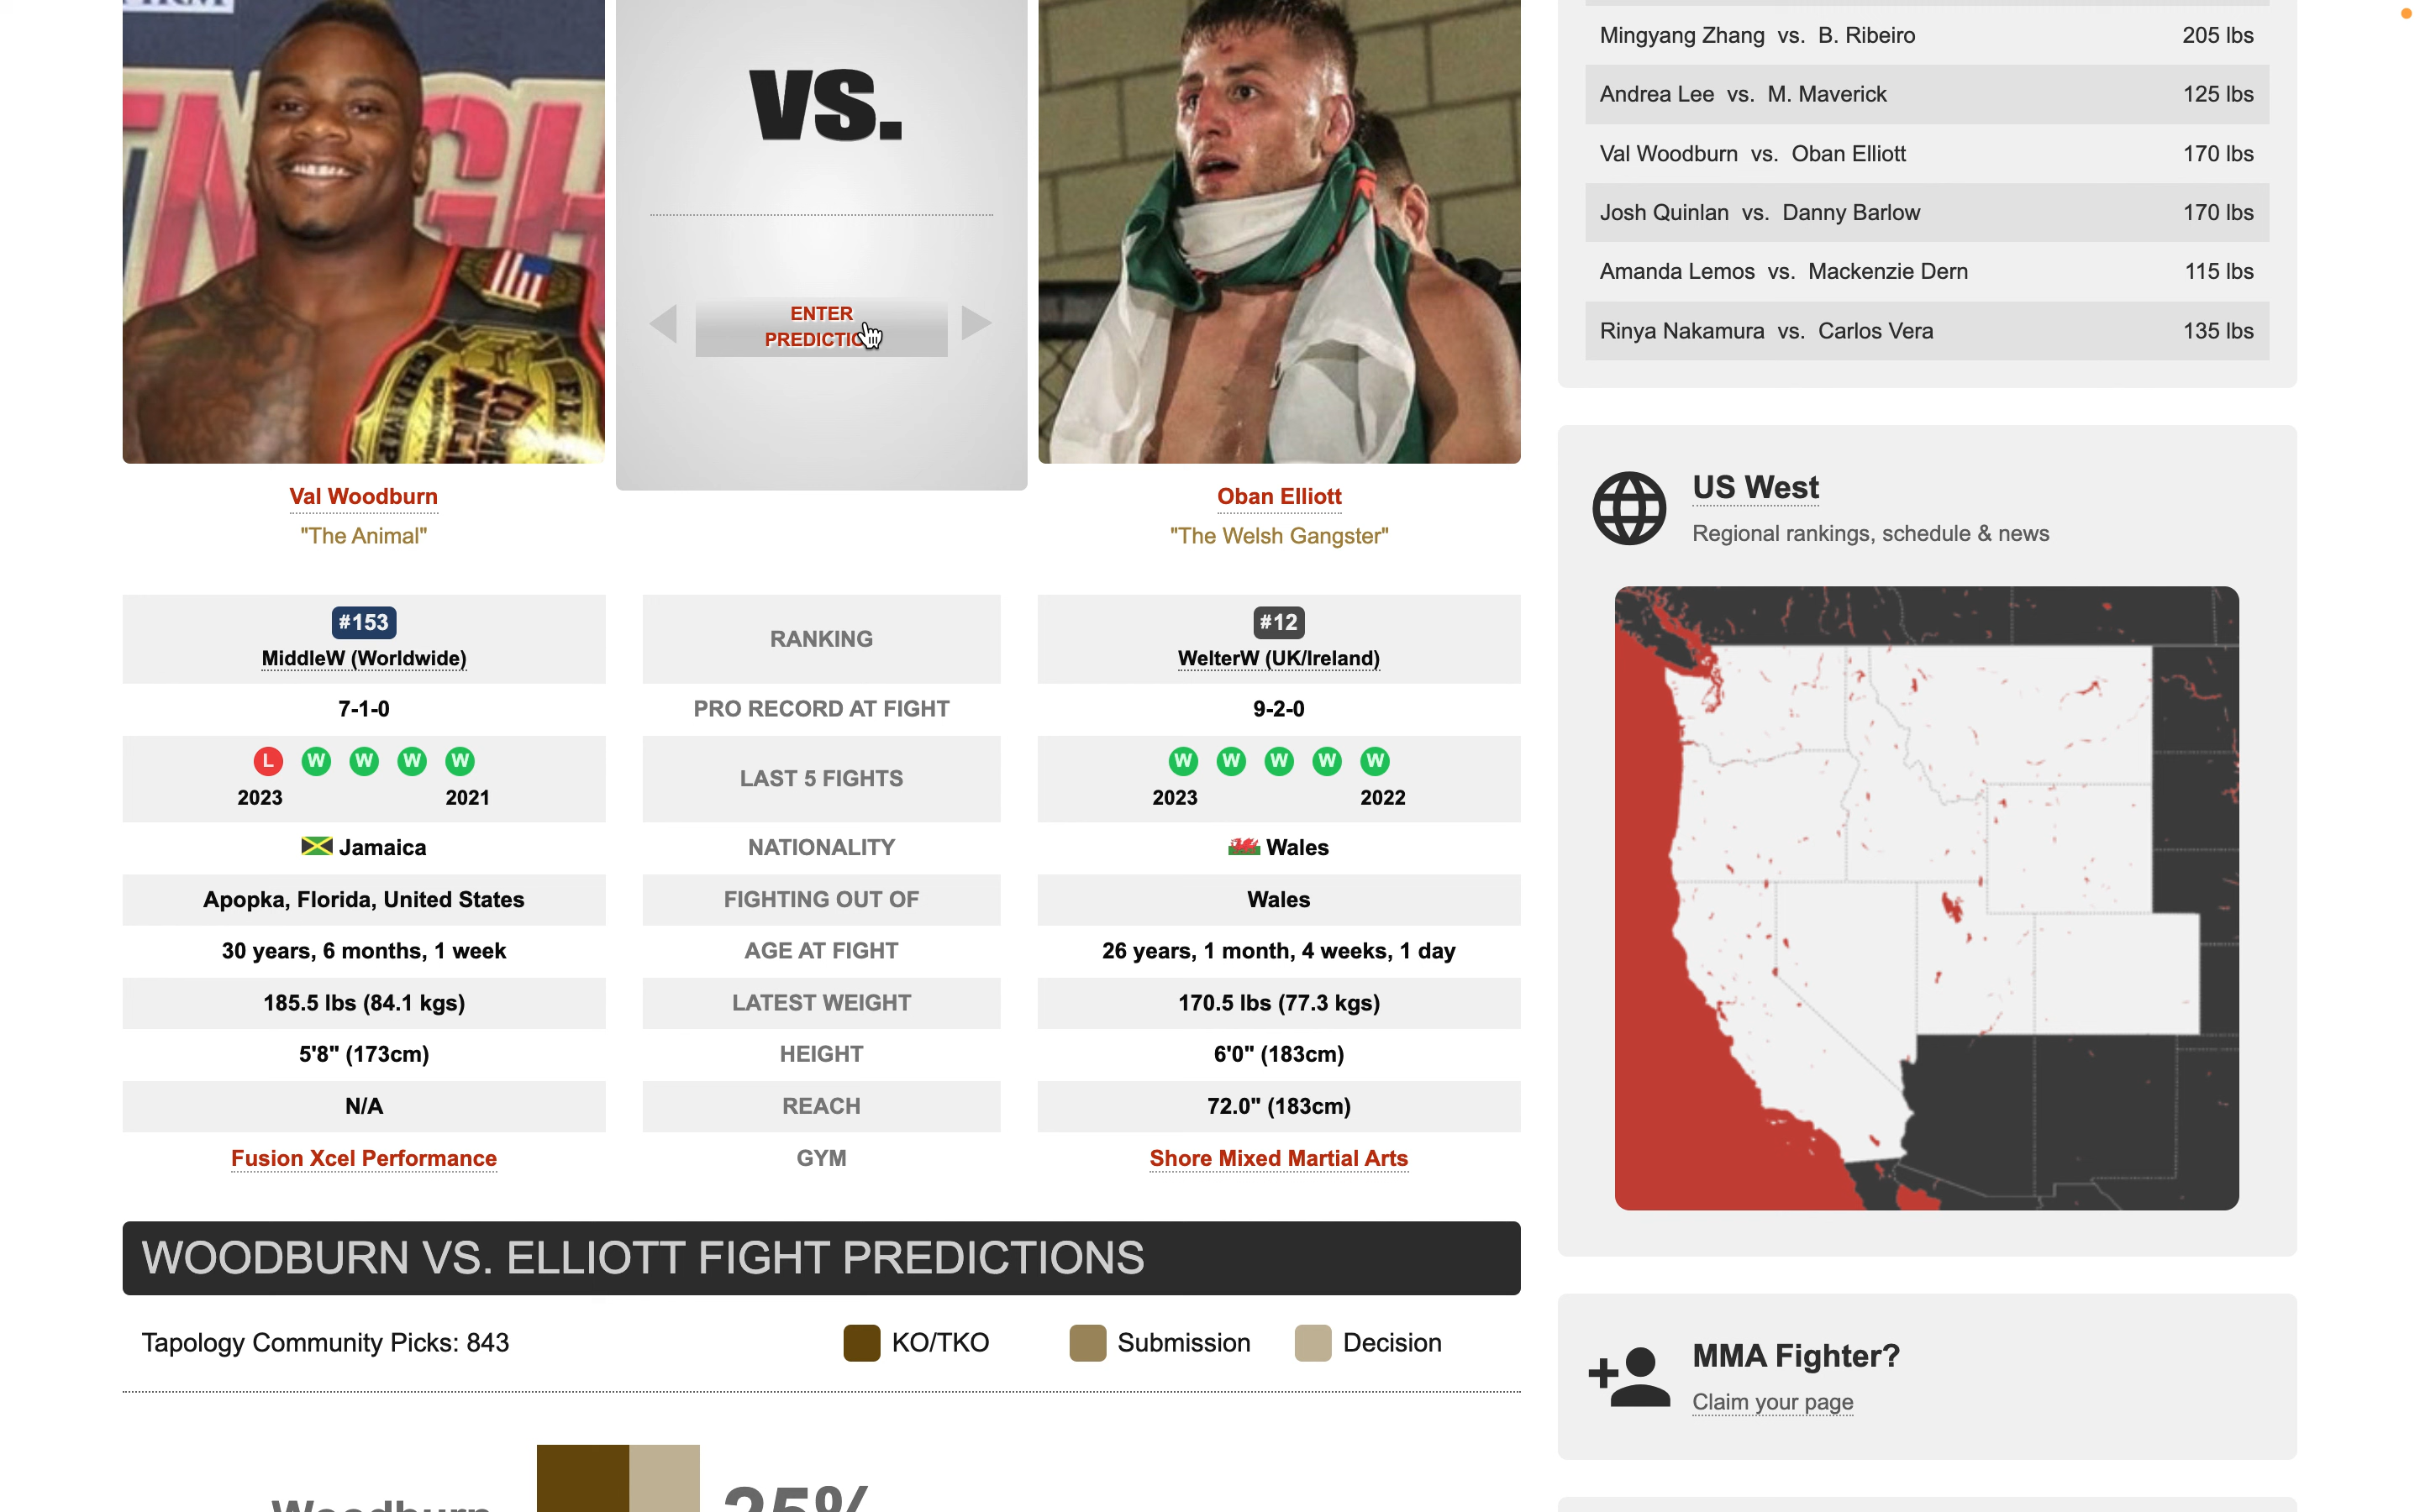 VS.
ENTER
PREDICTIO
Val Woodburn
"The Animal"
Oban Elliott
"The Welsh Gangster"
#153
MiddleW (Worldwide)
RANKING
#12
WelterW (UK/Ireland)
7-1-0
PRO RECORD AT FIGHT
9-2-0
L W W W W
2023 2021
LAST 5 FIGHTS
W W W W W
2023 2022
Jamaica
NATIONALITY
Wales
Apopka, Florida, United States
FIGHTING OUT OF
Wales
30 years, 6 months, 1 week
AGE AT FIGHT
26 years, 1 month, 4 weeks, 1 day
185.5 lbs (84.1 kgs)
LATEST WEIGHT
170.5 lbs (77.3 kgs)
5'8" (173cm)
HEIGHT
6'0" (183cm)
N/A
REACH
72.0" (183cm)
Fusion Xcel Performance
GYM
Shore Mixed Martial Arts
WOODBURN VS. ELLIOTT FIGHT PREDICTIONS
Tapology Community Picks: 843
KO/TKO
Submission
Decision
Woodburn
25%
Mingyang Zhang vs. B. Ribeiro 205 lbs
Andrea Lee vs. M. Maverick 125 lbs
Val Woodburn vs. Oban Elliott 170 lbs
Josh Quinlan vs. Danny Barlow 170 lbs
Amanda Lemos vs. Mackenzie Dern 115 lbs
Rinya Nakamura vs. Carlos Vera 135 lbs
US West
Regional rankings, schedule & news
MMA Fighter?
Claim your page